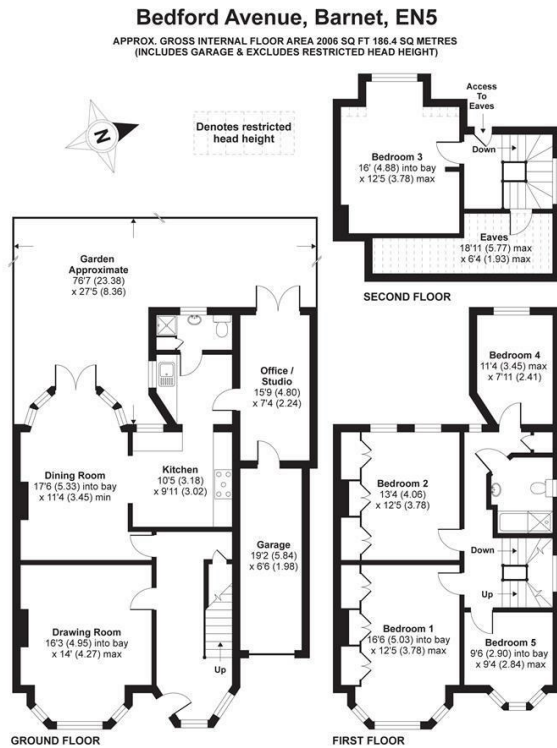 Bedford Avenue, Barnet, EN5
APPROX. GROSS INTERNAL FLOOR AREA 2006 SQ FT 186.4 SQ METRES
(INCLUDES GARAGE & EXCLUDES RESTRICTED HEAD HEIGHT)
N
Denotes restricted
head height
Access
To
Eaves
Down
Bedroom 3
16' (4.88) into bay
x 12'5 (3.78) max
Eaves
18'11 (5.77) max
x 6'4 (1.93) max
SECOND FLOOR
Garden
Approximate
76'7 (23.38)
x 27'5 (8.36)
Office /
Studio
15'9 (4.80)
x 7'4 (2.24)
Dining Room
17'6 (5.33) into bay
x 11'4 (3.45) min
Kitchen
10'5 (3.18)
x 9'11 (3.02)
Garage
19'2 (5.84)
x 6'6 (1.98)
Drawing Room
16'3 (4.95) into bay
x 14' (4.27) max
Up
GROUND FLOOR
Bedroom 4
11'4 (3.45) max
x 7'11 (2.41)
Bedroom 2
13'4 (4.06)
x 12'5 (3.78)
Down
Up
Bedroom 1
16'6 (5.03) into bay
x 12'5 (3.78) max
Bedroom 5
9'6 (2.90) into bay
x 9'4 (2.84) max
FIRST FLOOR